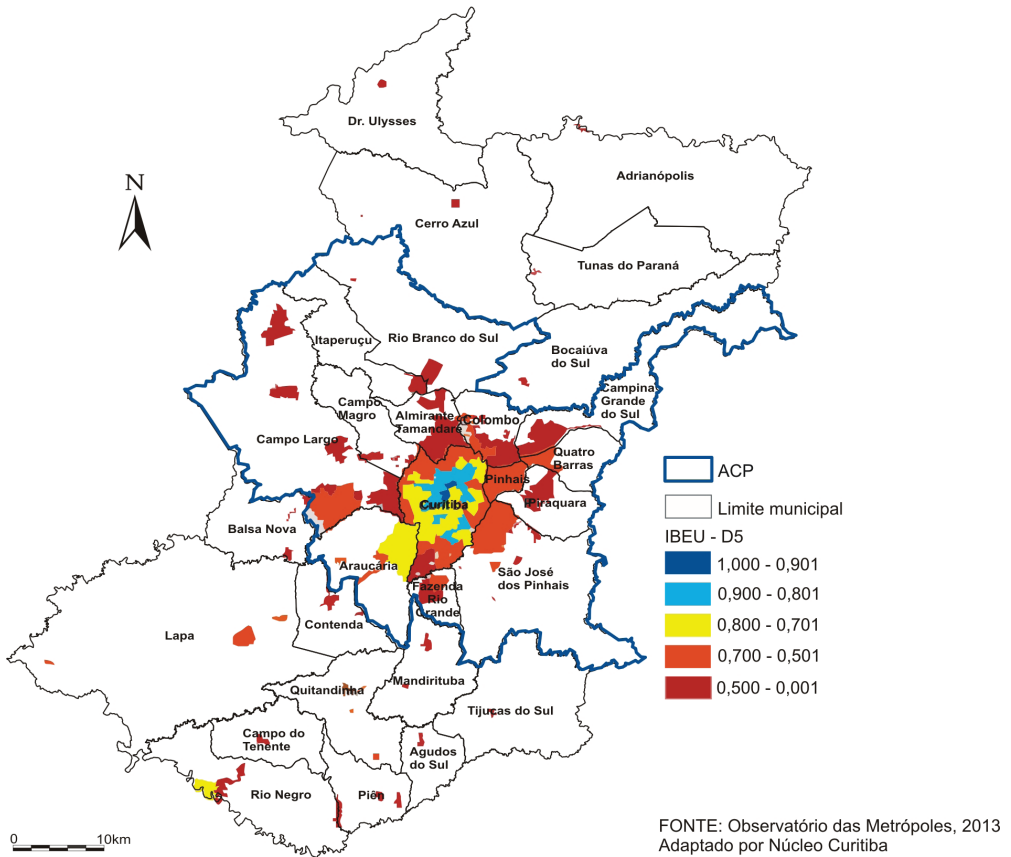 Dr. Ulysses
Adrianópolis
N
Cerro Azul
Tunas do Paraná
Rio Branco do Sul
Itaperuçu
Bocaiúva
do Sul
Campina
Grande
do Sul
Campo
Magro
Almirante
Tamandaré
Colombo
Campo Largo
Quatro
Barras
Pinhais
Piraquara
Curitiba
Balsa Nova
Araucária
São José
dos Pinhais
Fazenda
Rio
Grande
Contenda
Lapa
Mandirituba
Quitandinha
Tijucas do Sul
Campo do
Tenente
Agudos
do Sul
Rio Negro
Piên
ACP
Limite municipal
IBEU - D5
1,000 - 0,901
0,900 - 0,801
0,800 - 0,701
0,700 - 0,501
0,500 - 0,001
0 10km
FONTE: Observatório das Metrópoles, 2013
Adaptado por Núcleo Curitiba